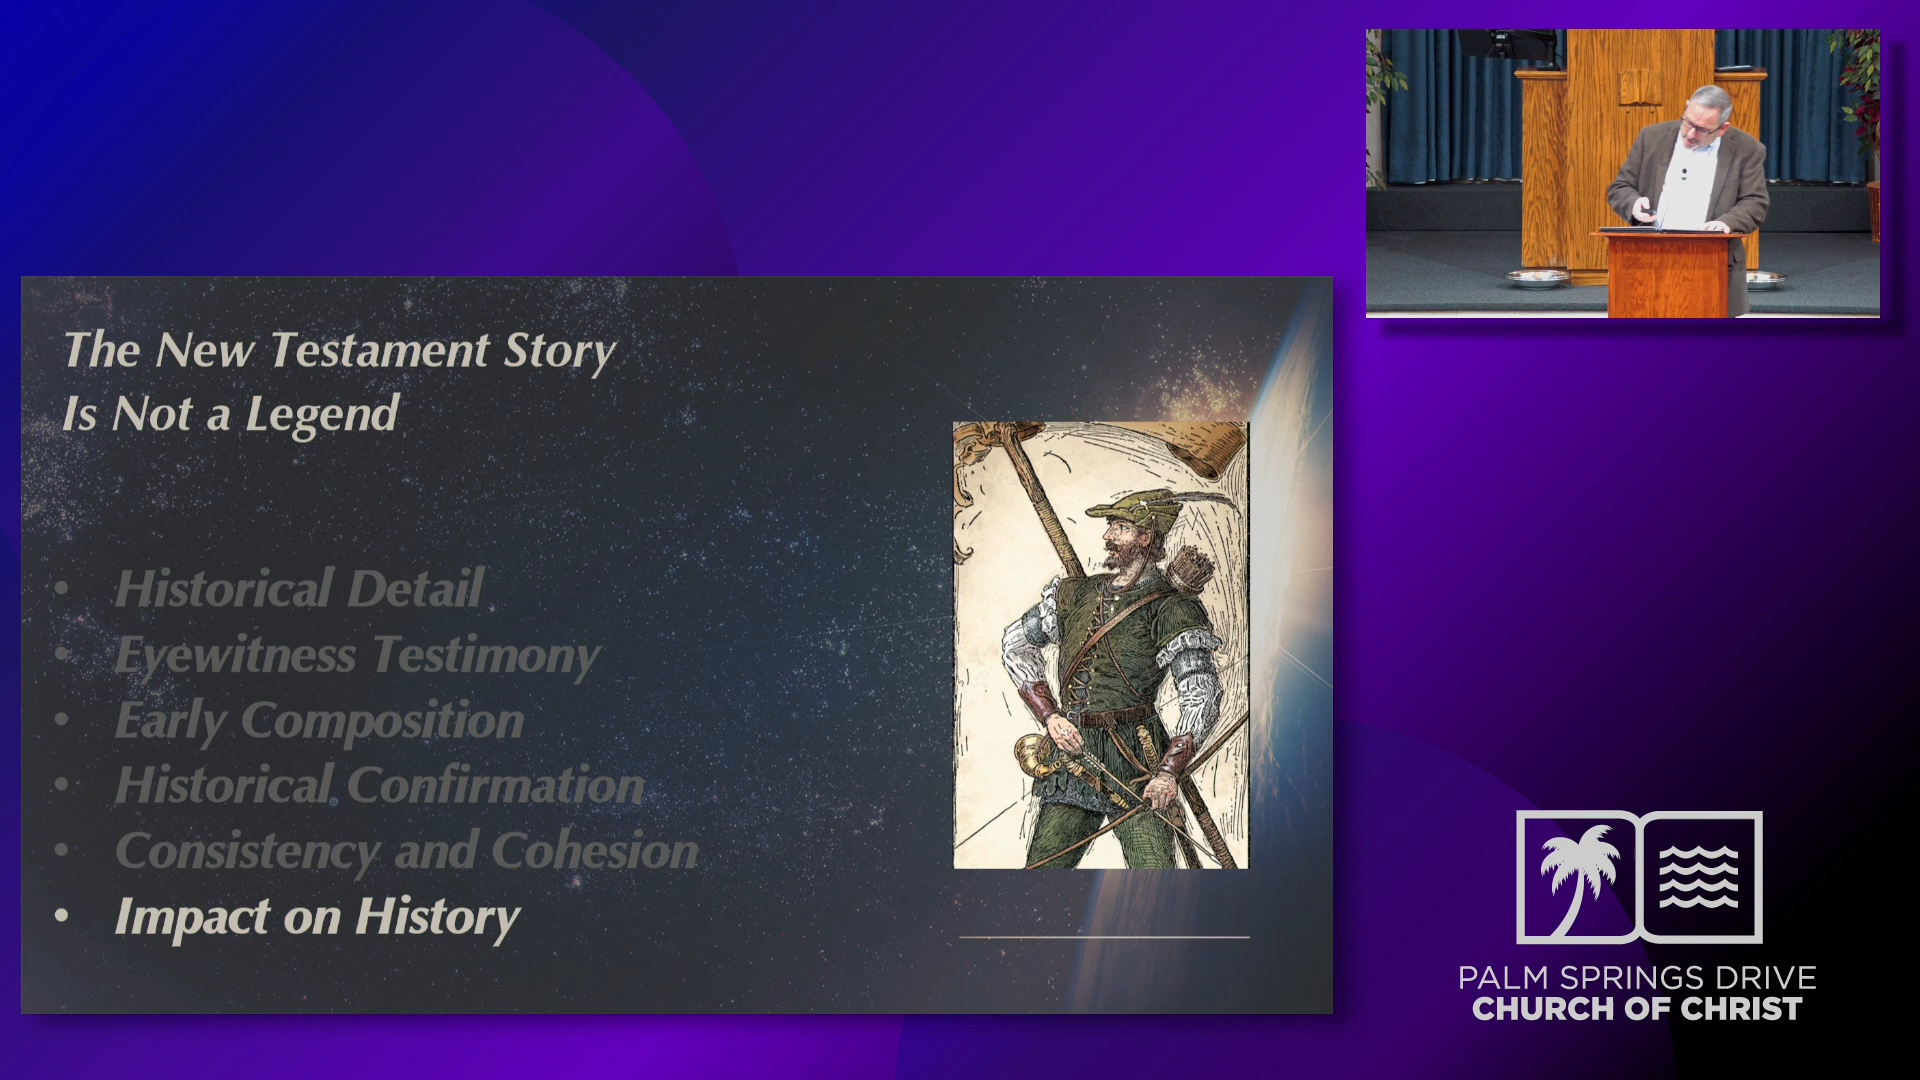 The New Testament Story
Is Not a Legend
• Historical Detail
• Eyewitness Testimony
• Early Composition
• Historical Confirmation
• Consistency and Cohesion
• Impact on History
PALM SPRINGS DRIVE
CHURCH OF CHRIST